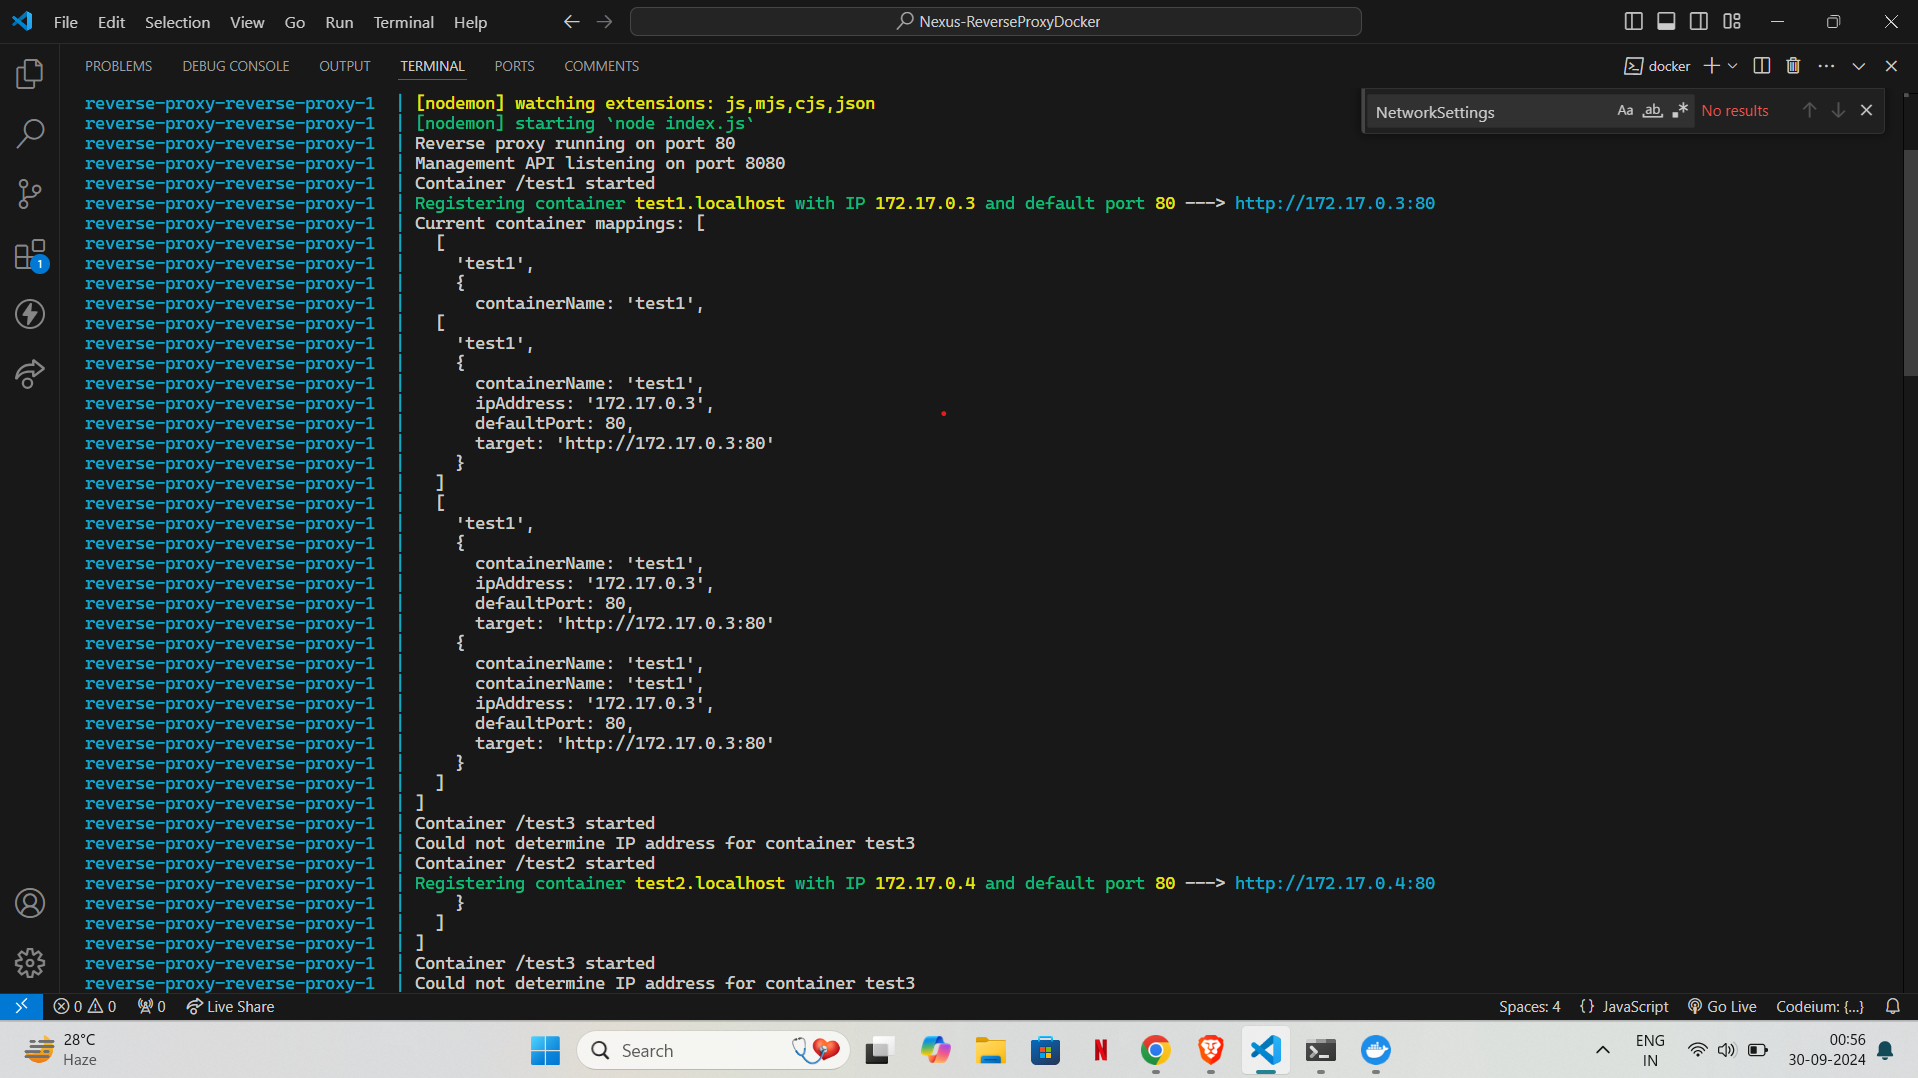 File Edit Selection View Go Run Terminal Help
Nexus-ReverseProxyDocker
PROBLEMS DEBUG CONSOLE OUTPUT TERMINAL PORTS COMMENTS
docker
NetworkSettings
Aa ab No results
reverse-proxy-reverse-proxy-1 | [nodemon] watching extensions: js,mjs,cjs,json
reverse-proxy-reverse-proxy-1 | [nodemon] starting `node index.js`
reverse-proxy-reverse-proxy-1 | Reverse proxy running on port 80
reverse-proxy-reverse-proxy-1 | Management API listening on port 8080
reverse-proxy-reverse-proxy-1 | Container /test1 started
reverse-proxy-reverse-proxy-1 | Registering container test1.localhost with IP 172.17.0.3 and default port 80 ---> http://172.17.0.3:80
reverse-proxy-reverse-proxy-1 | Current container mappings: [
reverse-proxy-reverse-proxy-1 |   [
reverse-proxy-reverse-proxy-1 |     'test1',
reverse-proxy-reverse-proxy-1 |     {
reverse-proxy-reverse-proxy-1 |       containerName: 'test1',
reverse-proxy-reverse-proxy-1 |   [
reverse-proxy-reverse-proxy-1 |     'test1',
reverse-proxy-reverse-proxy-1 |     {
reverse-proxy-reverse-proxy-1 |       containerName: 'test1',
reverse-proxy-reverse-proxy-1 |       ipAddress: '172.17.0.3',
reverse-proxy-reverse-proxy-1 |       defaultPort: 80,
reverse-proxy-reverse-proxy-1 |       target: 'http://172.17.0.3:80'
reverse-proxy-reverse-proxy-1 |     }
reverse-proxy-reverse-proxy-1 |   ]
reverse-proxy-reverse-proxy-1 |   [
reverse-proxy-reverse-proxy-1 |     'test1',
reverse-proxy-reverse-proxy-1 |     {
reverse-proxy-reverse-proxy-1 |       containerName: 'test1',
reverse-proxy-reverse-proxy-1 |       ipAddress: '172.17.0.3',
reverse-proxy-reverse-proxy-1 |       defaultPort: 80,
reverse-proxy-reverse-proxy-1 |       target: 'http://172.17.0.3:80'
reverse-proxy-reverse-proxy-1 |     {
reverse-proxy-reverse-proxy-1 |       containerName: 'test1',
reverse-proxy-reverse-proxy-1 |       containerName: 'test1',
reverse-proxy-reverse-proxy-1 |       ipAddress: '172.17.0.3',
reverse-proxy-reverse-proxy-1 |       defaultPort: 80,
reverse-proxy-reverse-proxy-1 |       target: 'http://172.17.0.3:80'
reverse-proxy-reverse-proxy-1 |     }
reverse-proxy-reverse-proxy-1 |   ]
reverse-proxy-reverse-proxy-1 | ]
reverse-proxy-reverse-proxy-1 | Container /test3 started
reverse-proxy-reverse-proxy-1 | Could not determine IP address for container test3
reverse-proxy-reverse-proxy-1 | Container /test2 started
reverse-proxy-reverse-proxy-1 | Registering container test2.localhost with IP 172.17.0.4 and default port 80 ---> http://172.17.0.4:80
reverse-proxy-reverse-proxy-1 |     }
reverse-proxy-reverse-proxy-1 |   ]
reverse-proxy-reverse-proxy-1 | ]
reverse-proxy-reverse-proxy-1 | Container /test3 started
reverse-proxy-reverse-proxy-1 | Could not determine IP address for container test3
1
0 0 0 Live Share
Spaces: 4 {} JavaScript Go Live Codeium: {...}
28°C
Haze
Search
N
ENG
IN
00:56
30-09-2024